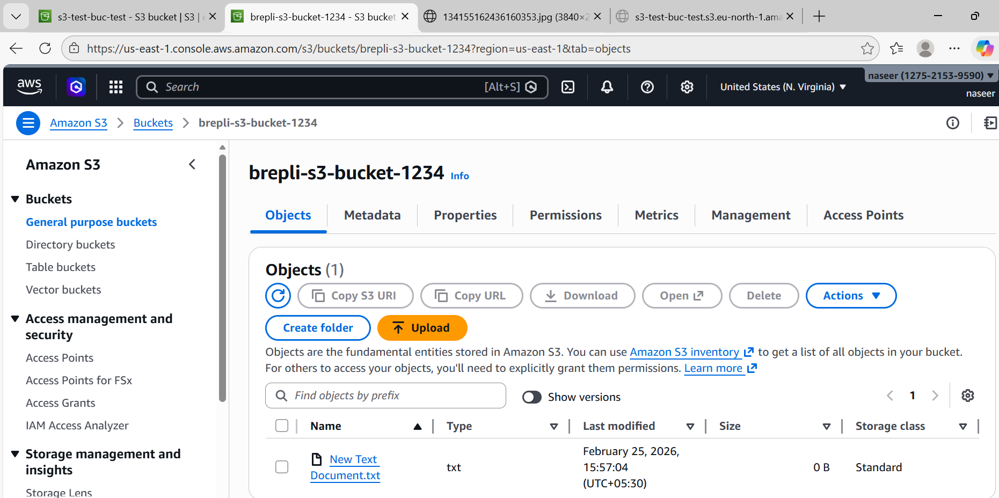 s3-test-buc-test - S3 bucket | S3 | e
brepli-s3-bucket-1234 - S3 bucket
134155162436160353.jpg (3840×2
s3-test-buc-test.s3.eu-north-1.ama
https://us-east-1.console.aws.amazon.com/s3/buckets/brepli-s3-bucket-1234?region=us-east-1&tab=objects
aws
Search
[Alt+S]
United States (N. Virginia)
naseer (1275-2153-9590)
naseer
Amazon S3
Buckets
brepli-s3-bucket-1234
Amazon S3
Buckets
General purpose buckets
Directory buckets
Table buckets
Vector buckets
Access management and
security
Access Points
Access Points for FSx
Access Grants
IAM Access Analyzer
Storage management and
insights
Storage Lens
brepli-s3-bucket-1234 Info
Objects
Metadata
Properties
Permissions
Metrics
Management
Access Points
Objects (1)
Copy S3 URI
Copy URL
Download
Open
Delete
Actions
Create folder
Upload
Objects are the fundamental entities stored in Amazon S3. You can use Amazon S3 inventory to get a list of all objects in your bucket.
For others to access your objects, you'll need to explicitly grant them permissions. Learn more
Find objects by prefix
Show versions
1
Name
Type
Last modified
Size
Storage class
New Text
Document.txt
txt
February 25, 2026,
15:57:04
(UTC+05:30)
0 B
Standard